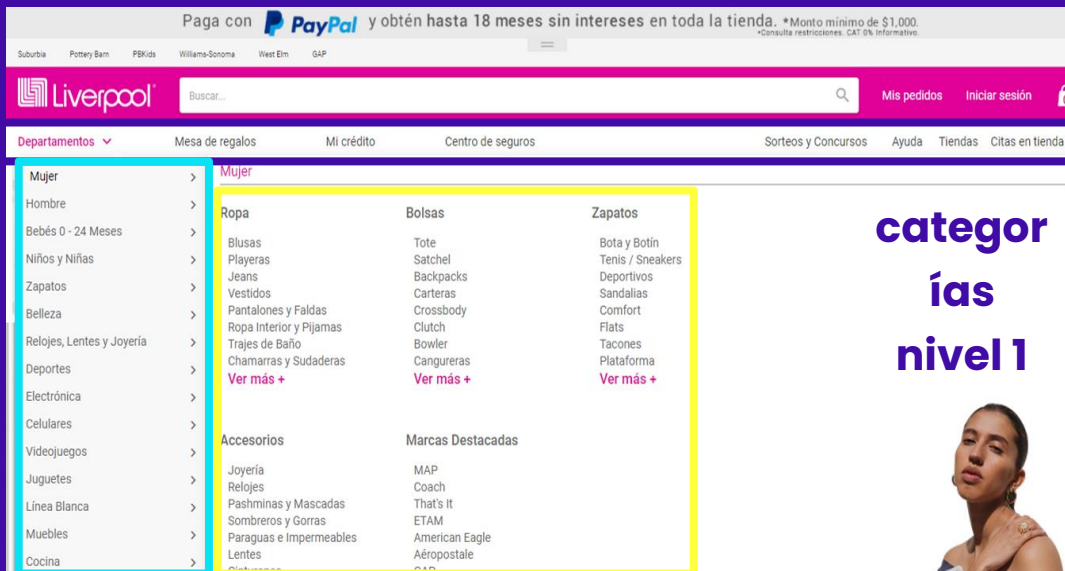 Paga con PayPal y obtén hasta 18 meses sin intereses en toda la tienda. *Monto mínimo de $1,000.
*Consulta restricciones. CAT 0% Informativo.
Suburbia Pottery Barn PBKids Williams-Sonoma West Elm GAP
Liverpool Buscar... Mis pedidos Iniciar sesión
Departamentos Mesa de regalos Mi crédito Centro de seguros Sorteos y Concursos Ayuda Tiendas Citas en tienda
Mujer
Hombre
Bebés 0 - 24 Meses
Niños y Niñas
Zapatos
Belleza
Relojes, Lentes y Joyería
Deportes
Electrónica
Celulares
Videojuegos
Juguetes
Línea Blanca
Muebles
Cocina
Mujer
Ropa
Blusas
Playeras
Jeans
Vestidos
Pantalones y Faldas
Ropa Interior y Pijamas
Trajes de Baño
Chamarras y Sudaderas
Ver más +
Bolsas
Tote
Satchel
Backpacks
Carteras
Crossbody
Clutch
Bowler
Cangureras
Ver más +
Zapatos
Bota y Botín
Tenis / Sneakers
Deportivos
Sandalias
Comfort
Flats
Tacones
Plataforma
Ver más +
Accesorios
Joyería
Relojes
Pashminas y Mascadas
Sombreros y Gorras
Paraguas e Impermeables
Lentes
Marcas Destacadas
MAP
Coach
That's It
ETAM
American Eagle
Aéropostale
categor
ías
nivel 1